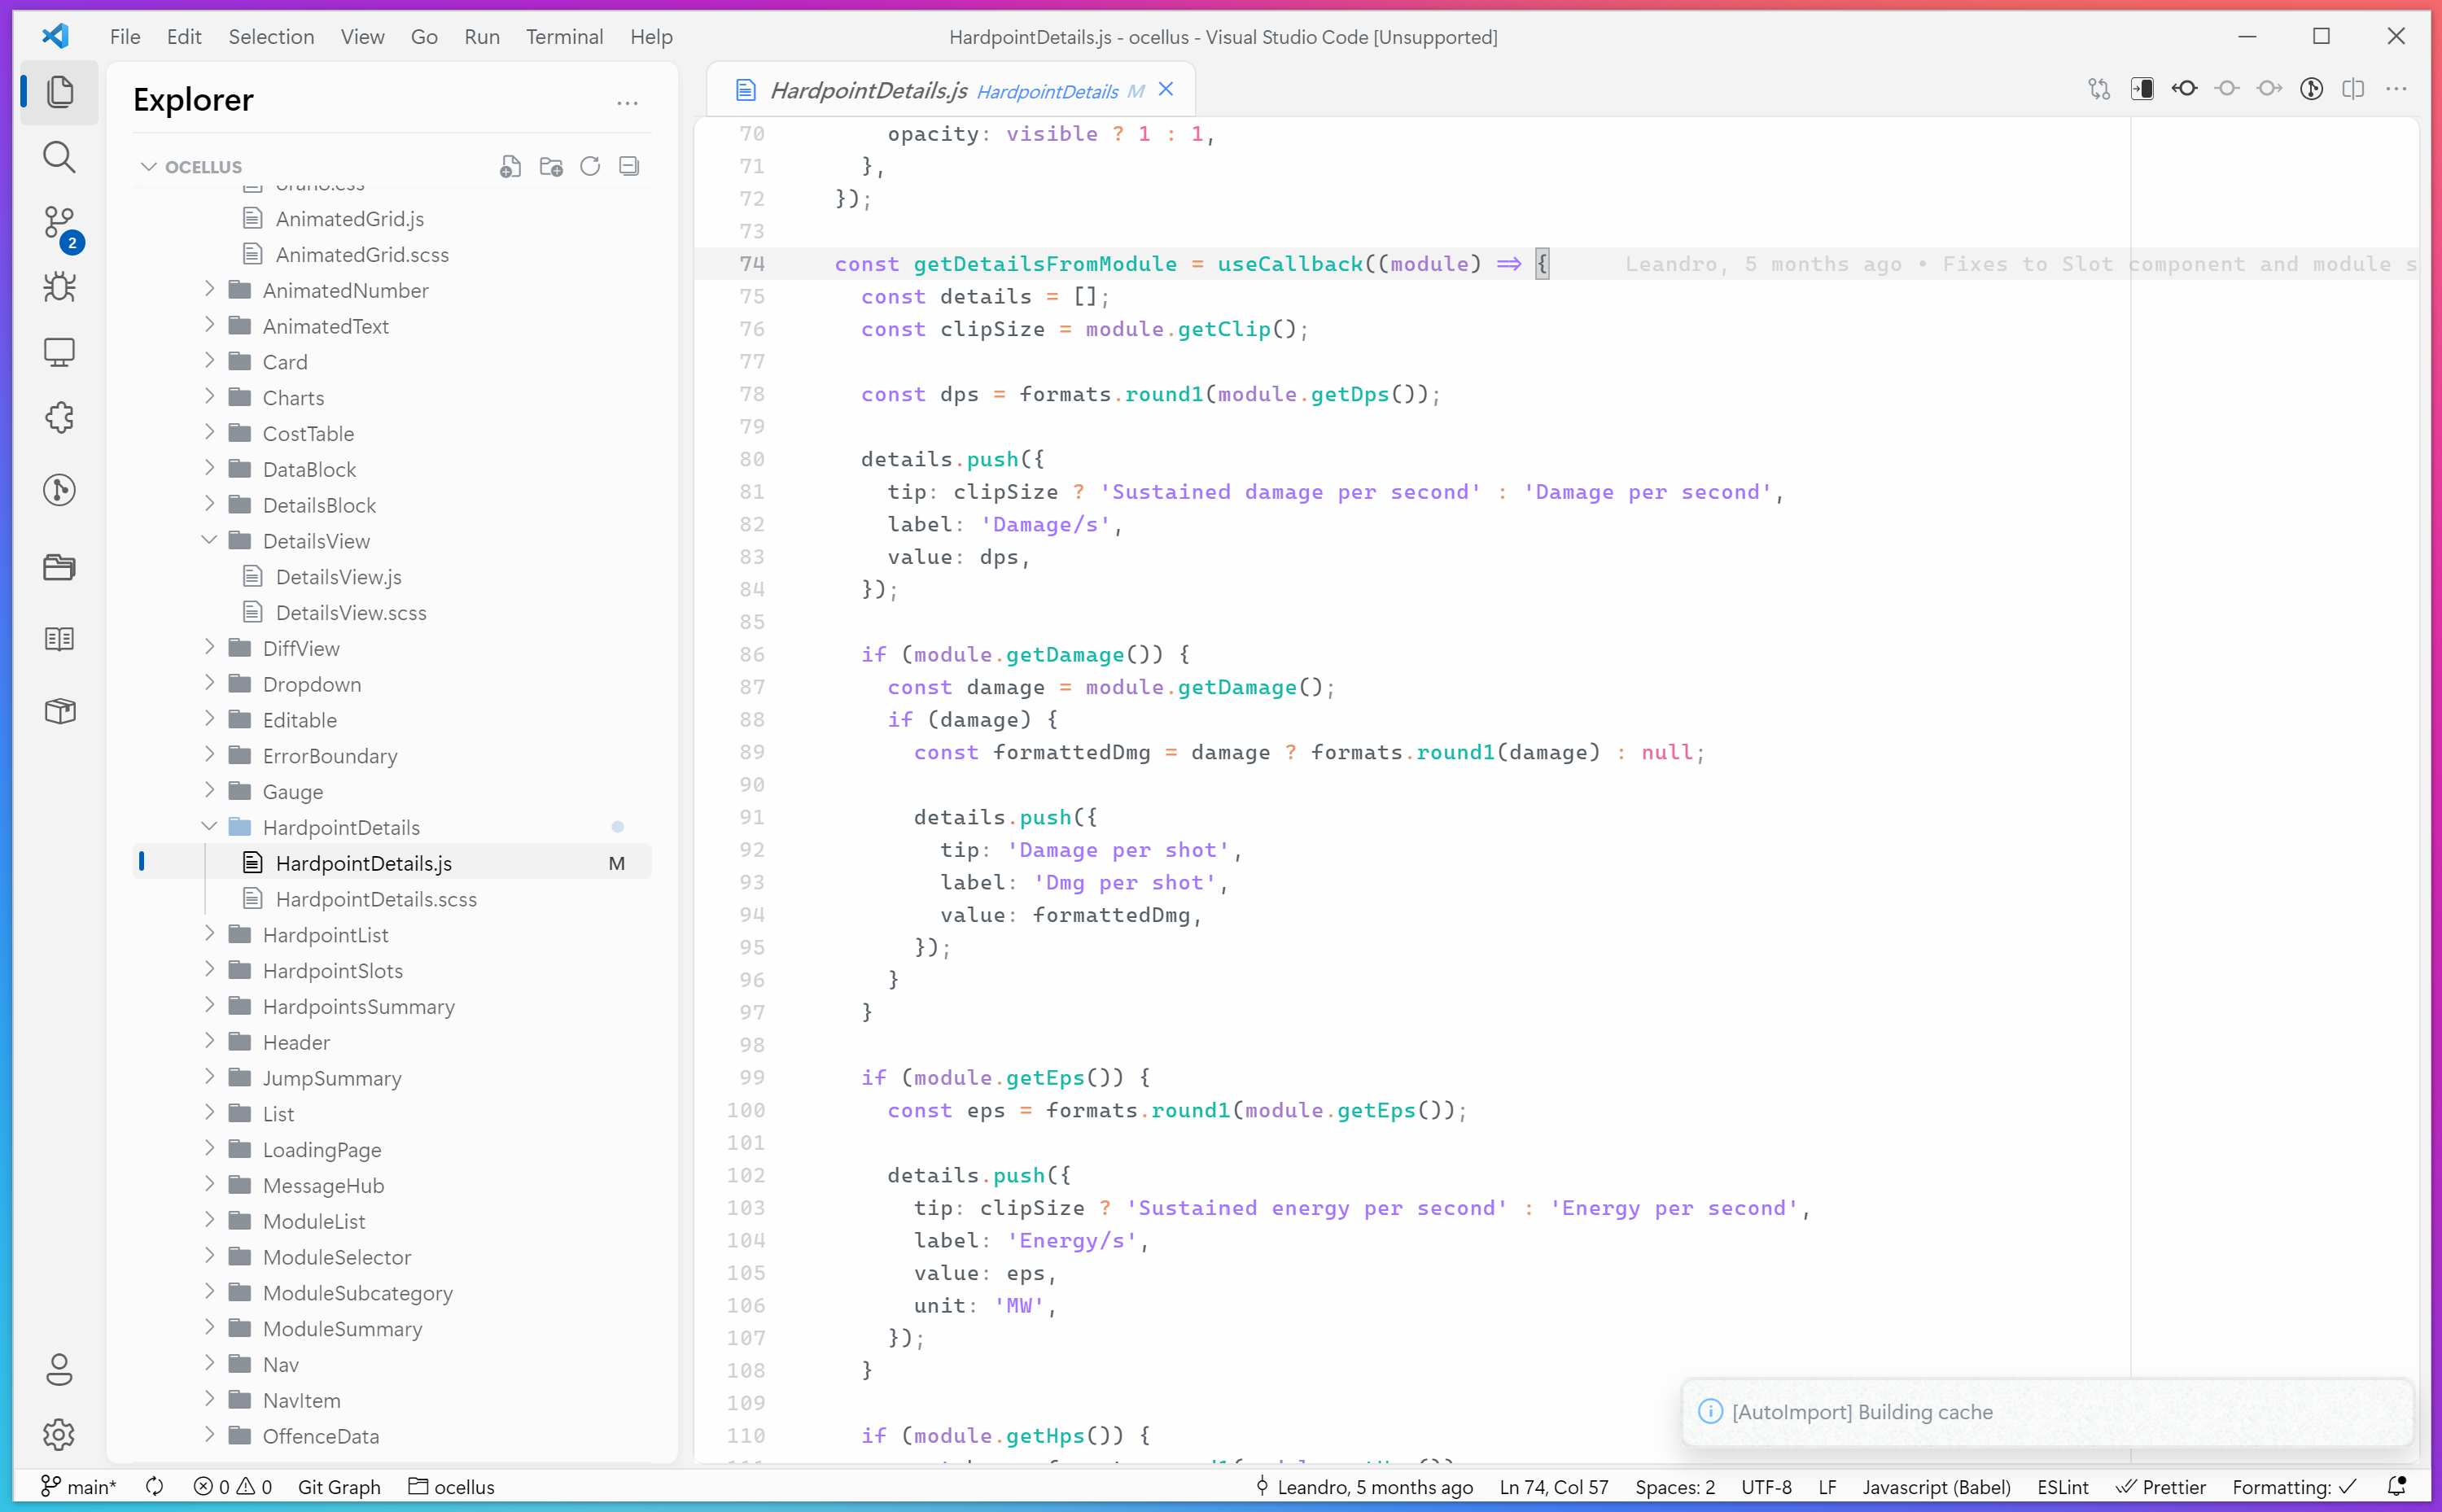 File Edit Selection View Go Run Terminal Help
HardpointDetails.js - ocellus - Visual Studio Code [Unsupported]
Explorer
OCELLUS
AnimatedGrid.js
AnimatedGrid.scss
AnimatedNumber
AnimatedText
Card
Charts
CostTable
DataBlock
DetailsBlock
DetailsView
DetailsView.js
DetailsView.scss
DiffView
Dropdown
Editable
ErrorBoundary
Gauge
HardpointDetails
HardpointDetails.js M
HardpointDetails.scss
HardpointList
HardpointSlots
HardpointsSummary
Header
JumpSummary
List
LoadingPage
MessageHub
ModuleList
ModuleSelector
ModuleSubcategory
ModuleSummary
Nav
NavItem
OffenceData
2
HardpointDetails.js HardpointDetails M
70 opacity: visible ? 1 : 1,
71 },
72 });
73
74 const getDetailsFromModule = useCallback((module) => { Leandro, 5 months ago • Fixes to Slot component and module s
75 const details = [];
76 const clipSize = module.getClip();
77
78 const dps = formats.round1(module.getDps());
79
80 details.push({
81 tip: clipSize ? 'Sustained damage per second' : 'Damage per second',
82 label: 'Damage/s',
83 value: dps,
84 });
85
86 if (module.getDamage()) {
87 const damage = module.getDamage();
88 if (damage) {
89 const formattedDmg = damage ? formats.round1(damage) : null;
90
91 details.push({
92 tip: 'Damage per shot',
93 label: 'Dmg per shot',
94 value: formattedDmg,
95 });
96 }
97 }
98
99 if (module.getEps()) {
100 const eps = formats.round1(module.getEps());
101
102 details.push({
103 tip: clipSize ? 'Sustained energy per second' : 'Energy per second',
104 label: 'Energy/s',
105 value: eps,
106 unit: 'MW',
107 });
108 }
109
110 if (module.getHps()) {
[AutoImport] Building cache
main* 0 0 Git Graph ocellus Leandro, 5 months ago Ln 74, Col 57 Spaces: 2 UTF-8 LF Javascript (Babel) ESLint Prettier Formatting: ✓